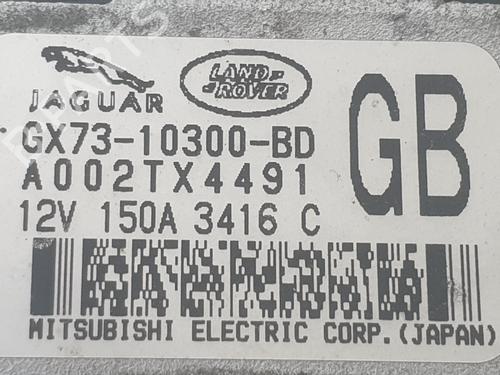 JAGUAR
LAND ROVER
GX73-10300-BD
A002TX4491
12V 150A 3416 C
GB
MITSUBISHI ELECTRIC CORP.(JAPAN)